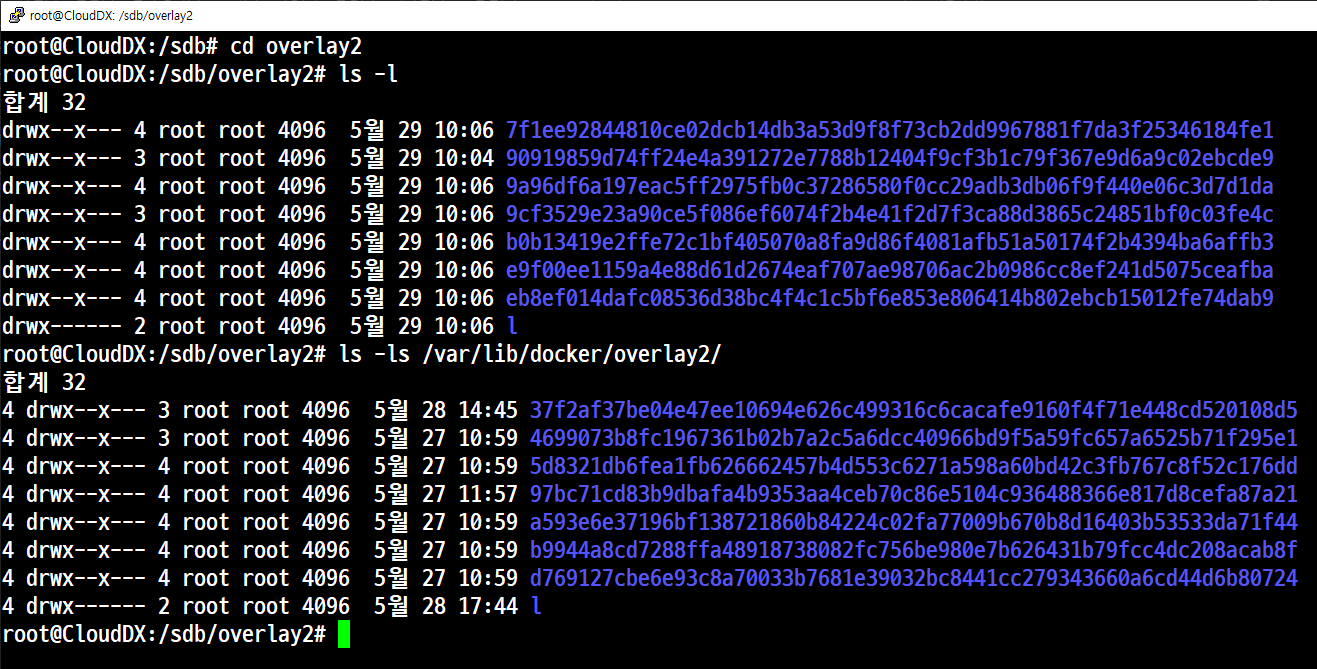 root@CloudDX: /sdb/overlay2
root@CloudDX:/sdb# cd overlay2
root@CloudDX:/sdb/overlay2# ls -l
합계 32
drwx--x--- 4 root root 4096  5월 29 10:06 7f1ee92844810ce02dcb14db3a53d9f8f73cb2dd9967881f7da3f25346184fe1
drwx--x--- 3 root root 4096  5월 29 10:04 90919859d74ff24e4a391272e7788b12404f9cf3b1c79f367e9d6a9c02ebcde9
drwx--x--- 4 root root 4096  5월 29 10:06 9a96df6a197eac5ff2975fb0c37286580f0cc29adb3db06f9f440e06c3d7d1da
drwx--x--- 3 root root 4096  5월 29 10:06 9cf3529e23a90ce5f086ef6074f2b4e41f2d7f3ca88d3865c24851bf0c03fe4c
drwx--x--- 4 root root 4096  5월 29 10:06 b0b13419e2ffe72c1bf405070a8fa9d86f4081afb51a50174f2b4394ba6affb3
drwx--x--- 4 root root 4096  5월 29 10:06 e9f00ee1159a4e88d61d2674eaf707ae98706ac2b0986cc8ef241d5075ceafba
drwx--x--- 4 root root 4096  5월 29 10:06 eb8ef014dafc08536d38bc4f4c1c5bf6e853e806414b802ebcb15012fe74dab9
drwx------ 2 root root 4096  5월 29 10:06 l
root@CloudDX:/sdb/overlay2# ls -ls /var/lib/docker/overlay2/
합계 32
4 drwx--x--- 3 root root 4096  5월 28 14:45 37f2af37be04e47ee10694e626c499316c6cacafe9160f4f71e448cd520108d5
4 drwx--x--- 3 root root 4096  5월 27 10:59 4699073b8fc1967361b02b7a2c5a6dcc40966bd9f5a59fc657a6525b71f295e1
4 drwx--x--- 4 root root 4096  5월 27 10:59 5d8321db6fea1fb626662457b4d553c6271a598a60bd42c3fb767c8f52c176dd
4 drwx--x--- 4 root root 4096  5월 27 11:57 97bc71cd83b9dbafa4b9353aa4ceb70c86e5104c936488366e817d8cefa87a21
4 drwx--x--- 4 root root 4096  5월 27 10:59 a593e6e37196bf138721860b84224c02fa77009b670b8d16403b53533da71f44
4 drwx--x--- 4 root root 4096  5월 27 10:59 b9944a8cd7288ffa48918738082fc756be980e7b626431b79fcc4dc208acab8f
4 drwx--x--- 4 root root 4096  5월 27 10:59 d769127cbe6e93c8a70033b7681e39032bc8441cc279343660a6cd44d6b80724
4 drwx------ 2 root root 4096  5월 28 17:44 l
root@CloudDX:/sdb/overlay2#